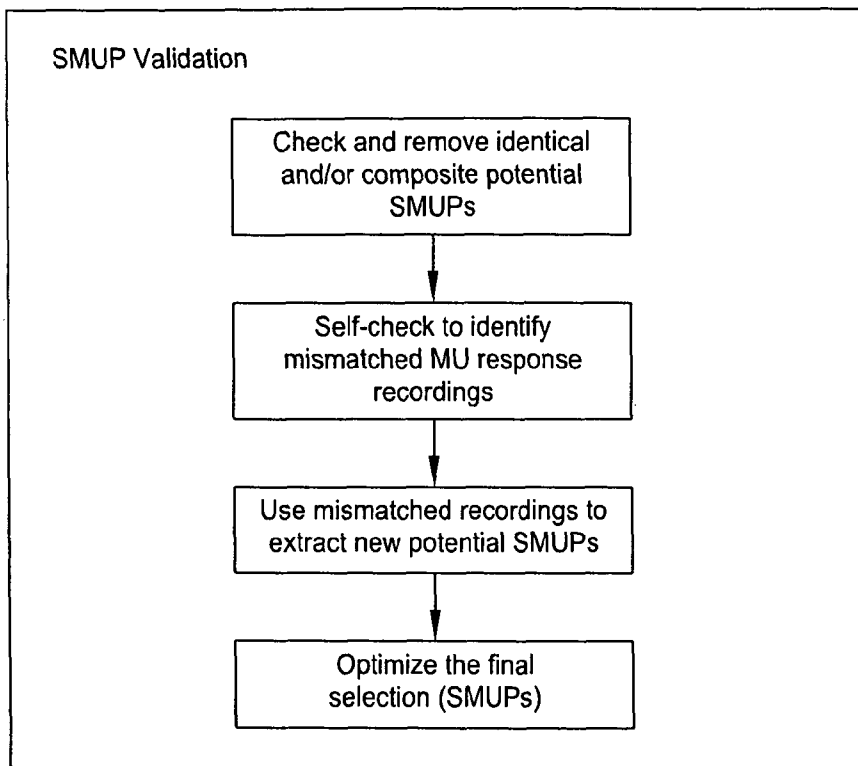 SMUP Validation
Check and remove identical
and/or composite potential
SMUPs
Self-check to identify
mismatched MU response
recordings
Use mismatched recordings to
extract new potential SMUPs
Optimize the final
selection (SMUPs)